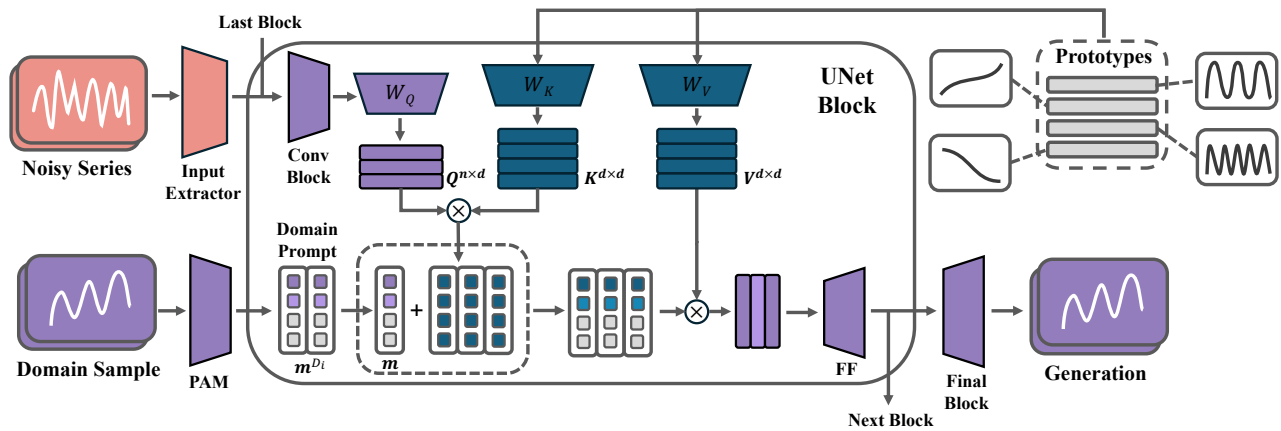 Last Block
Noisy Series
Input
Extractor
Conv
Block
W_Q
W_K
W_V
Q^{n×d}
K^{d×d}
V^{d×d}
×
UNet
Block
Prototypes
Domain Sample
PAM
Domain
Prompt
m^{D_i}
m
+
×
FF
Next Block
Final
Block
Generation